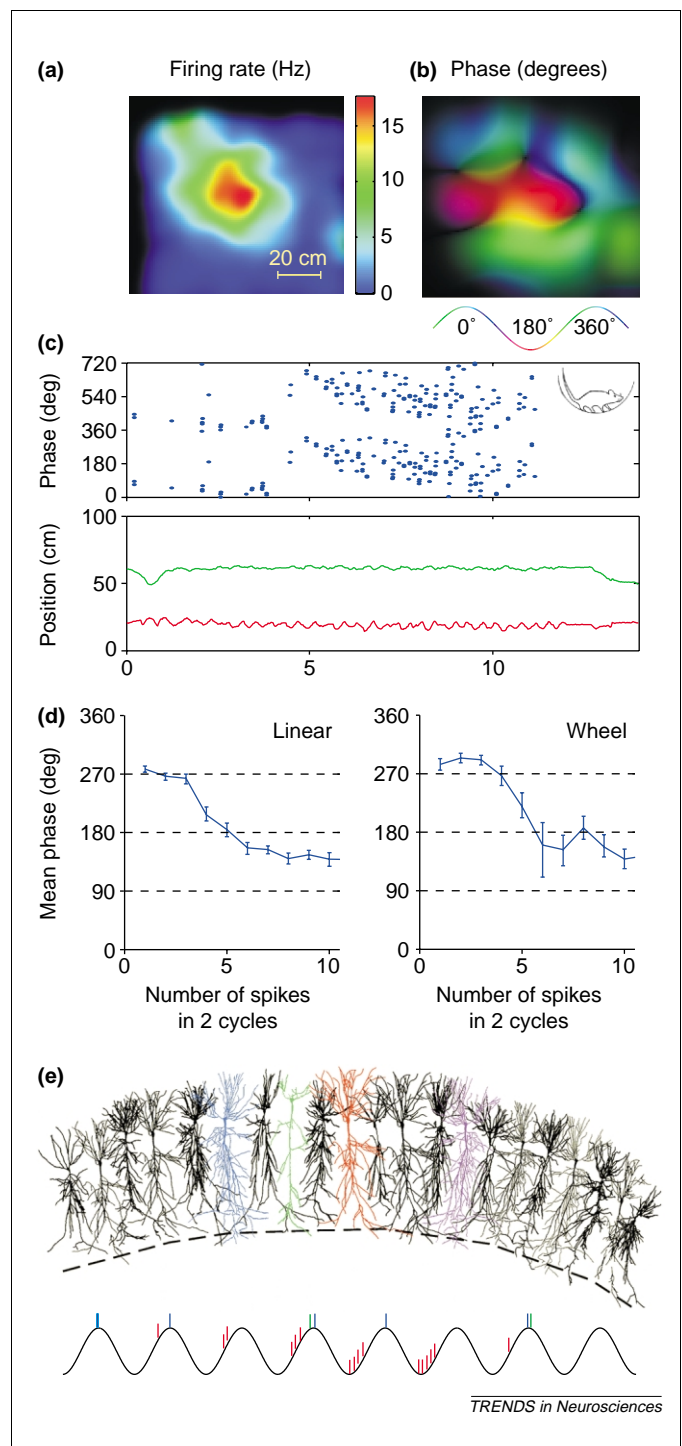 (a) Firing rate (Hz)
(b) Phase (degrees)
15
10
5
0
20 cm
0° 180° 360°
(c)
Phase (deg)
720
540
360
180
0
Position (cm)
100
50
0
0 5 10
(d)
Mean phase (deg)
360
270
180
90
0
Linear
0 5 10
Number of spikes
in 2 cycles
360
270
180
90
0
Wheel
0 5 10
Number of spikes
in 2 cycles
(e)
TRENDS in Neurosciences